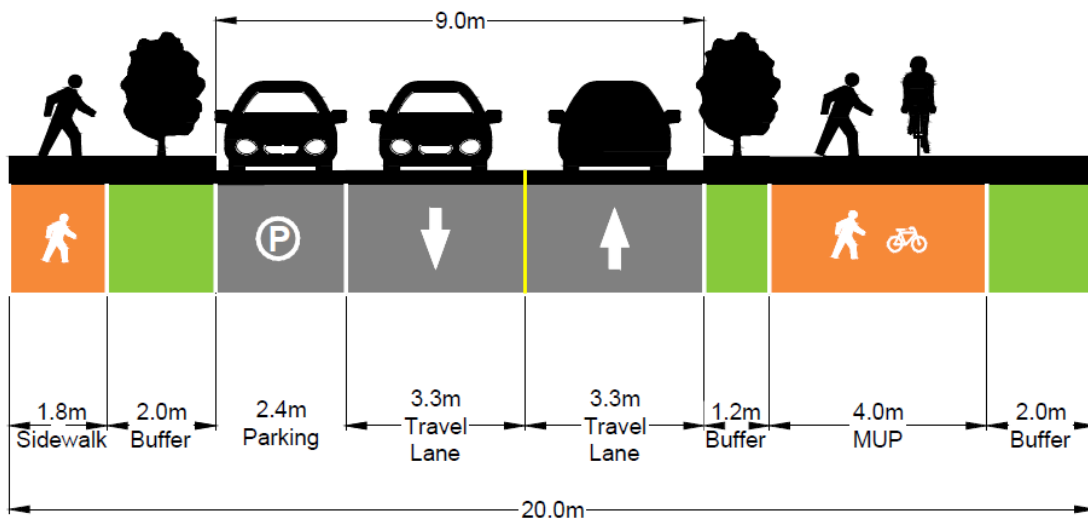 9.0m
P
1.8m
Sidewalk
2.0m
Buffer
2.4m
Parking
3.3m
Travel
Lane
3.3m
Travel
Lane
1.2m
Buffer
4.0m
MUP
2.0m
Buffer
20.0m